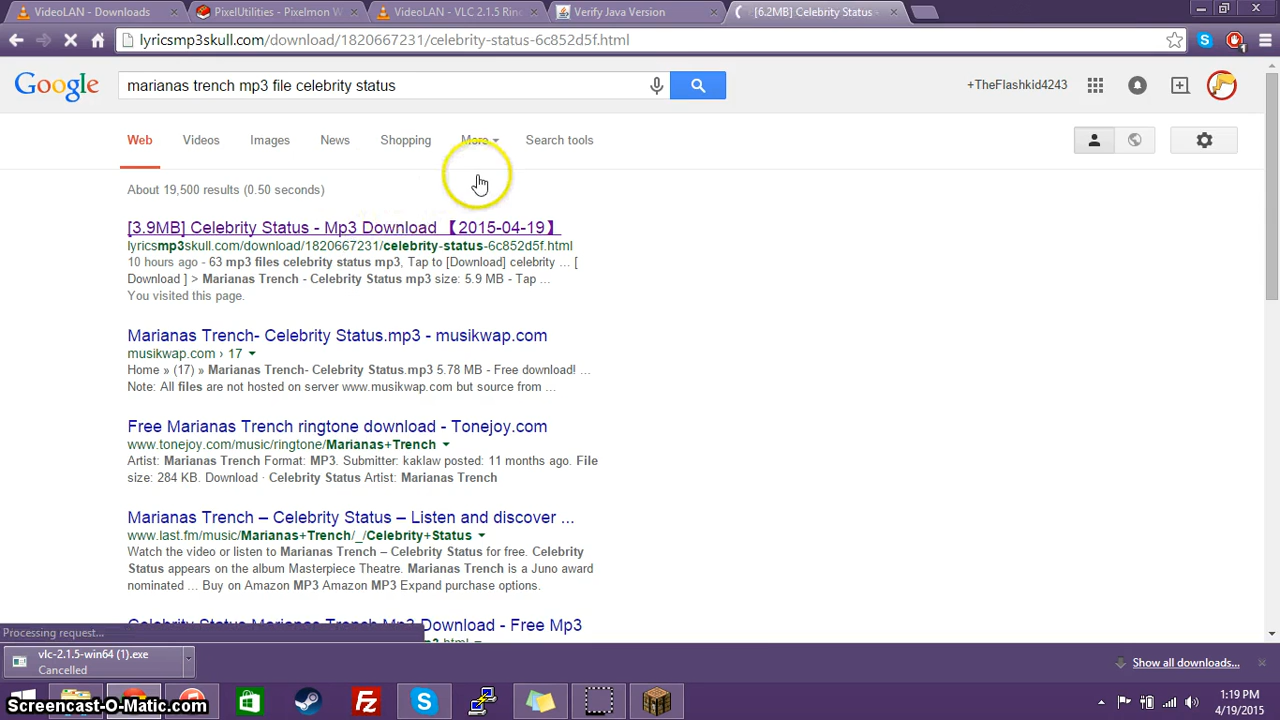 VideoLAN - Downloads
PixelUtilities - Pixelmon W
VideoLAN - VLC 2.1.5 Rinc
Verify Java Version
[6.2MB] Celebrity Status -
lyricsmp3skull.com/download/1820667231/celebrity-status-6c852d5f.html
Google
marianas trench mp3 file celebrity status
+TheFlashkid4243
Web
Videos
Images
News
Shopping
More
Search tools
About 19,500 results (0.50 seconds)
[3.9MB] Celebrity Status - Mp3 Download 【2015-04-19】
lyricsmp3skull.com/download/1820667231/celebrity-status-6c852d5f.html
10 hours ago - 63 mp3 files celebrity status mp3, Tap to [Download] celebrity ... [
Download ] > Marianas Trench - Celebrity Status mp3 size: 5.9 MB - Tap ...
You visited this page.
Marianas Trench- Celebrity Status.mp3 - musikwap.com
musikwap.com › 17
Home » (17) » Marianas Trench- Celebrity Status.mp3 5.78 MB - Free download! ...
Note: All files are not hosted on server www.musikwap.com but source from ...
Free Marianas Trench ringtone download - Tonejoy.com
www.tonejoy.com/music/ringtone/Marianas+Trench
Artist: Marianas Trench Format: MP3. Submitter: kaklaw posted: 11 months ago. File
size: 284 KB. Download · Celebrity Status Artist: Marianas Trench
Marianas Trench – Celebrity Status – Listen and discover ...
www.last.fm/music/Marianas+Trench/_/Celebrity+Status
Watch the video or listen to Marianas Trench – Celebrity Status for free. Celebrity
Status appears on the album Masterpiece Theatre. Marianas Trench is a Juno award
nominated ... Buy on Amazon MP3 Amazon MP3 Expand purchase options.
Celebrity Status Marianas Trench Mp3 Download - Free Mp3
Processing request...
vlc-2.1.5-win64 (1).exe
Cancelled
Show all downloads...
Screencast-O-Matic.com
1:19 PM
4/19/2015